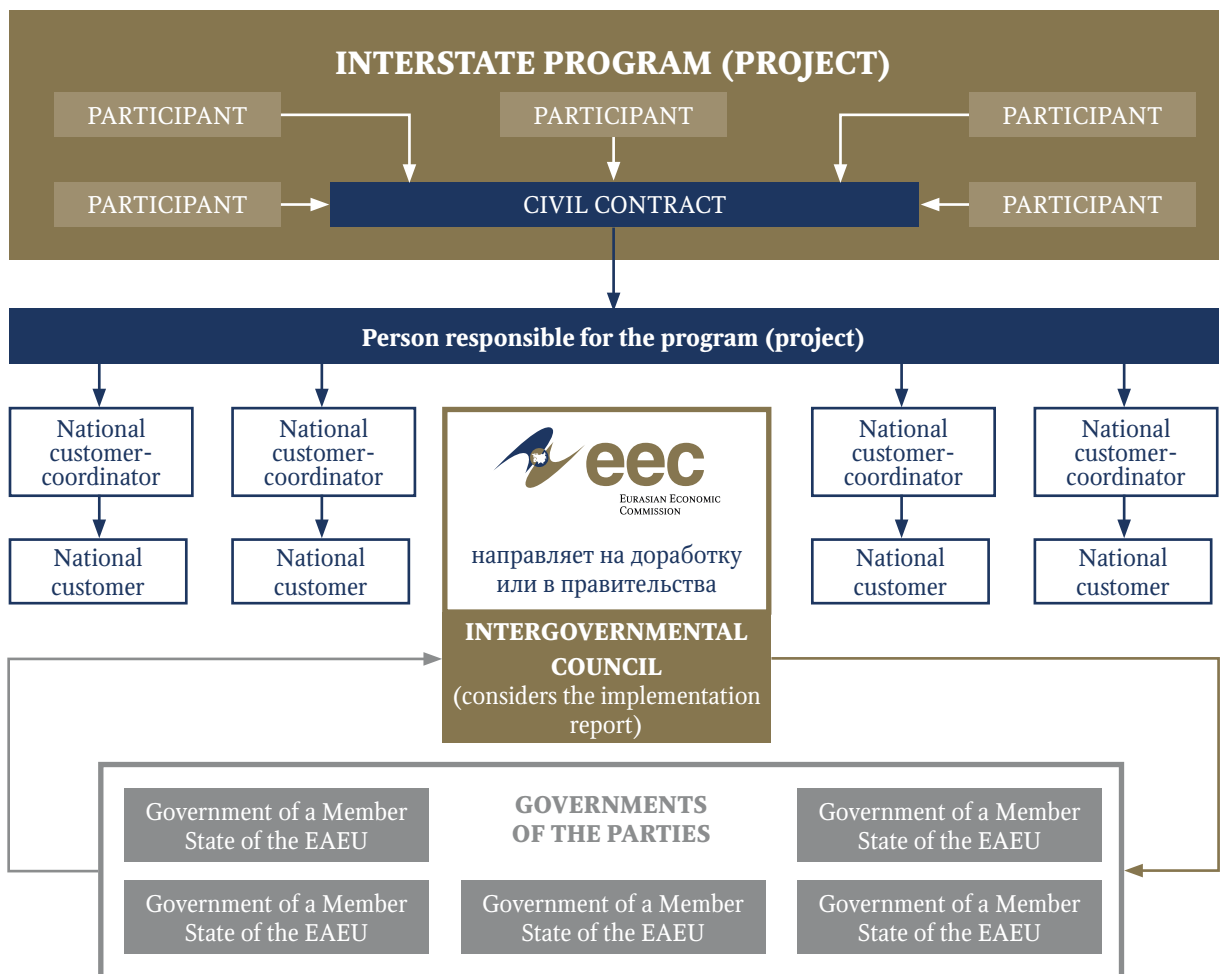 INTERSTATE PROGRAM (PROJECT)
PARTICIPANT
PARTICIPANT
PARTICIPANT
PARTICIPANT
CIVIL CONTRACT
PARTICIPANT
Person responsible for the program (project)
National
customer-
coordinator
National
customer-
coordinator
National
customer-
coordinator
National
customer-
coordinator
National
customer
National
customer
National
customer
National
customer
eec
EURASIAN ECONOMIC
COMMISSION
направляет на доработку
или в правительства
INTERGOVERNMENTAL
COUNCIL
(considers the implementation
report)
GOVERNMENTS
OF THE PARTIES
Government of a Member
State of the EAEU
Government of a Member
State of the EAEU
Government of a Member
State of the EAEU
Government of a Member
State of the EAEU
Government of a Member
State of the EAEU